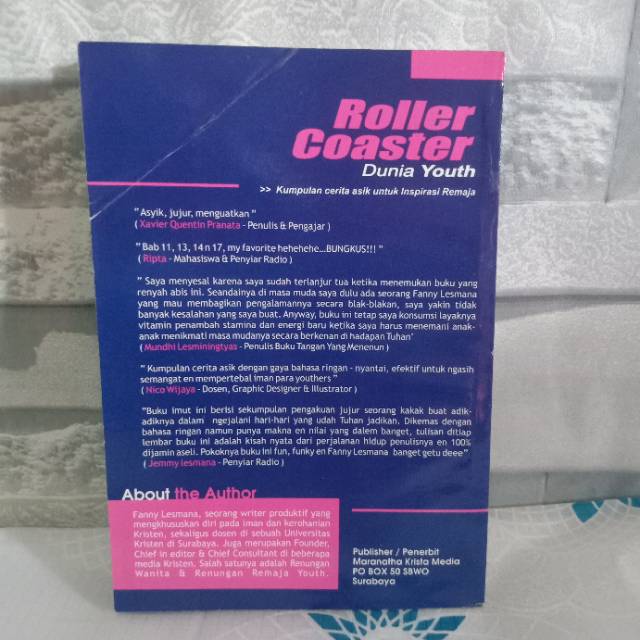 Roller
Coaster
Dunia Youth
>> Kumpulan cerita asik untuk Inspirasi Remaja
" Asyik, jujur, menguatkan "
( Xavier Quentin Pranata - Penulis & Pengajar )
" Bab 11, 13, 14 n 17, my favorite hehehehe...BUNGKUS!!! "
( Ripta - Mahasiswa & Penyiar Radio )
" Saya menyesal karena saya sudah terlanjur tua ketika menemukan buku yang
renyah abis ini. Seandainya di masa muda saya dulu ada seorang Fanny Lesmana
yang mau membagikan pengalamannya secara blak-blakan, saya yakin tidak
banyak kesalahan yang saya buat. Anyway, buku ini tetap saya konsumsi layaknya
vitamin penambah stamina dan energi baru ketika saya harus menemani anak-
anak menikmati masa mudanya secara berkenan di hadapan Tuhan'
( Mundhi Lesminingtyas - Penulis Buku Tangan Yang Menenun )
" Kumpulan cerita asik dengan gaya bahasa ringan - nyantai, efektif untuk ngasih
semangat en mempertebal iman para youthers "
( Nico Wijaya - Dosen, Graphic Designer & Illustrator )
"Buku imut ini berisi sekumpulan pengakuan jujur seorang kakak buat adik-
adiknya dalam ngejalani hari-hari yang udah Tuhan jadikan. Dikemas dengan
bahasa ringan namun punya makna en nilai yang dalem banget, tulisan ditiap
lembar buku ini adalah kisah nyata dari perjalanan hidup penulisnya en 100%
dijamin aseli. Pokoknya buku ini fun, funky en Fanny Lesmana banget getu deee"
( Jemmy lesmana - Penyiar Radio )
About the Author
Fanny Lesmana, seorang writer produktif yang
mengkhususkan diri pada iman dan kerohanian
Kristen, sekaligus dosen di sebuah Universitas
Kristen di Surabaya. Juga merupakan Founder,
Chief in editor & Chief Consultant di beberapa
media Kristen. Salah satunya adalah Renungan
Wanita & Renungan Remaja Youth.
Publisher / Penerbit
Maranatha Krista Media
PO BOX 50 SBWO
Surabaya